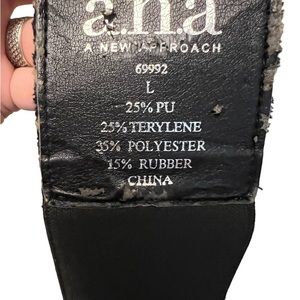 a.n.a
A NEW APPROACH
69992
L
25% PU
25% TERYLENE
35% POLYESTER
15% RUBBER
CHINA